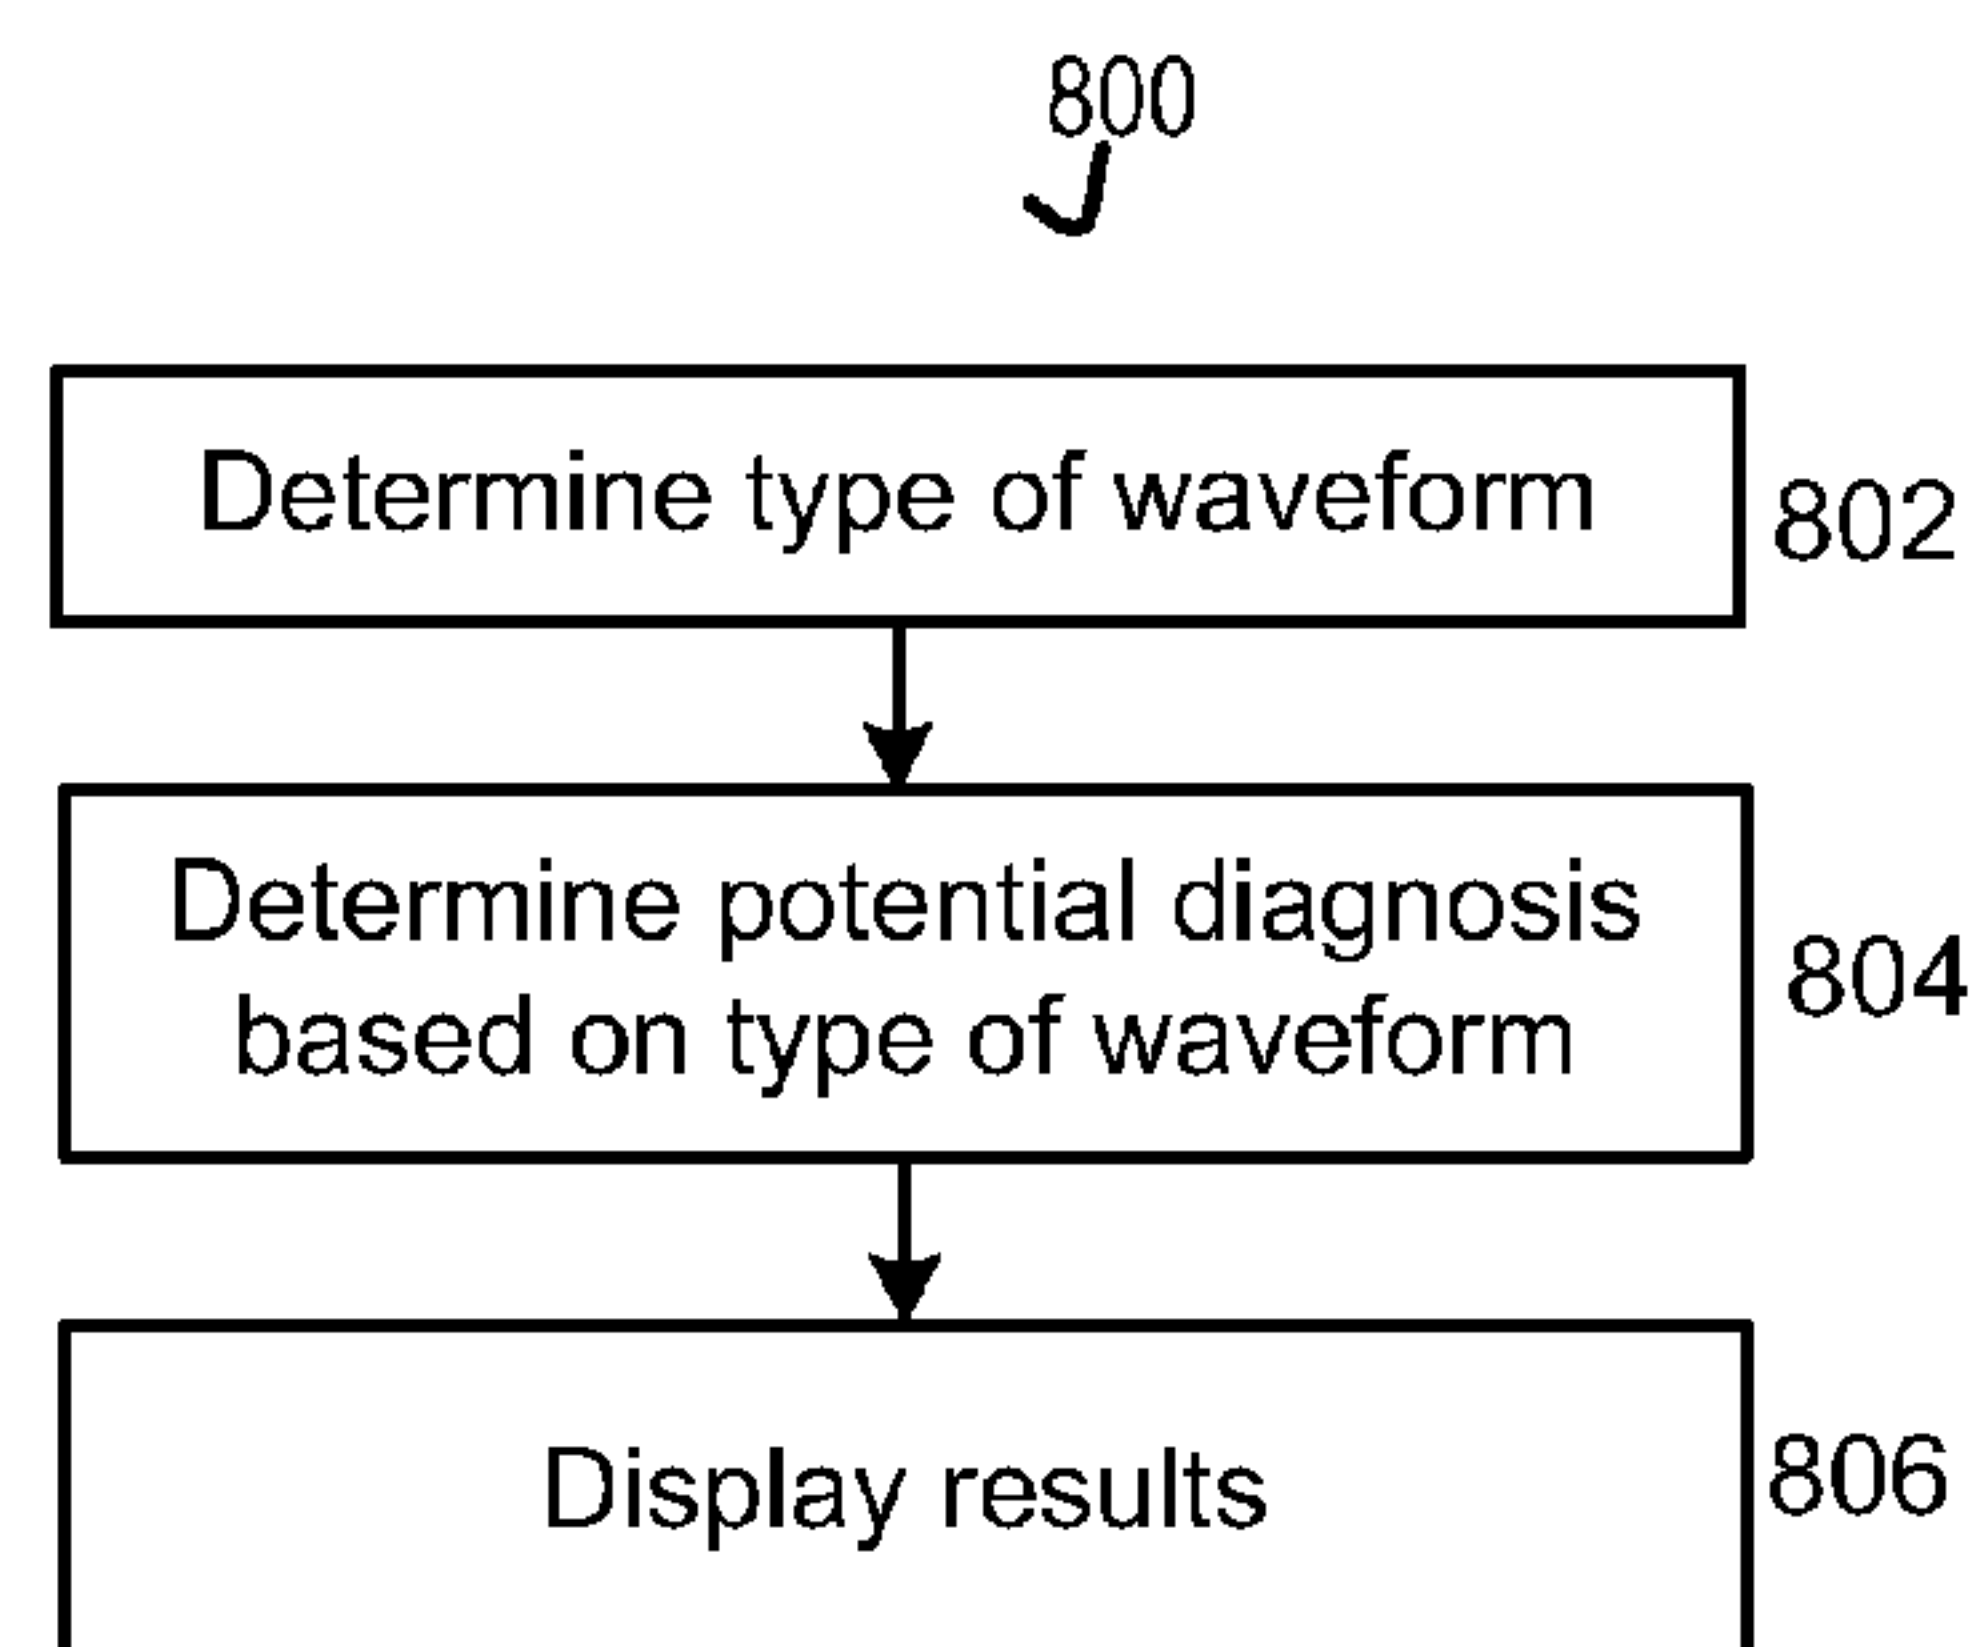 800
Determine type of waveform
802
Determine potential diagnosis
based on type of waveform
804
Display results
806